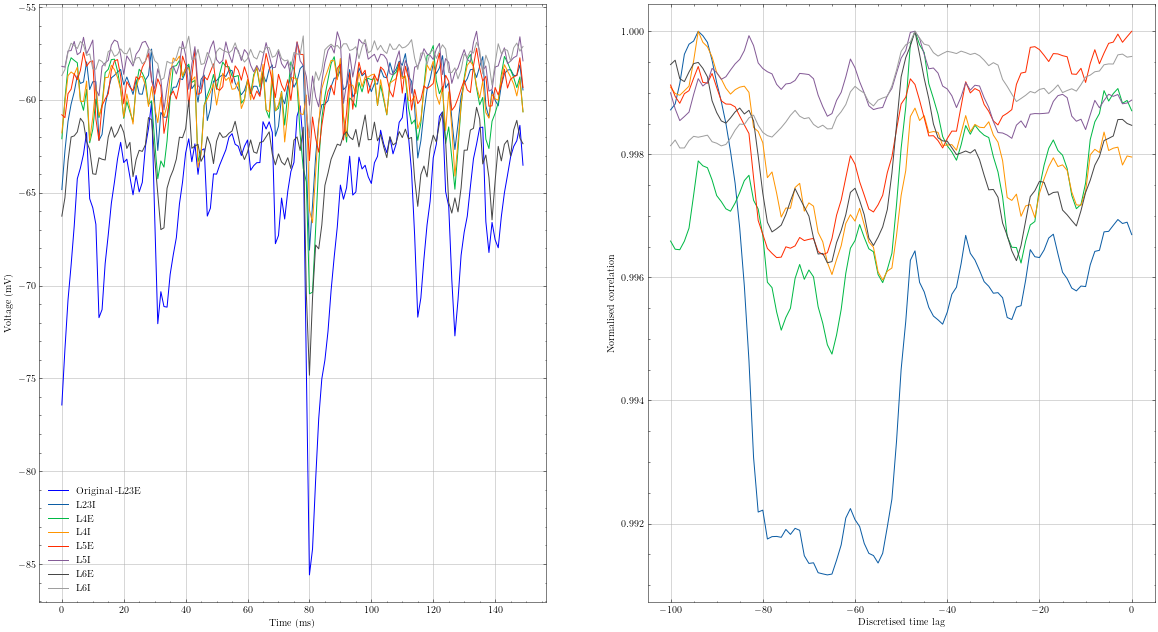 −55
−60
−65
−70
−75
−80
−85
Voltage (mV)
Original -L23E
L23I
L4E
L4I
L5E
L5I
L6E
L6I
0 20 40 60 80 100 120 140
Time (ms)
1.000
0.998
0.996
0.994
0.992
Normalised correlation
−100 −80 −60 −40 −20 0
Discretised time lag